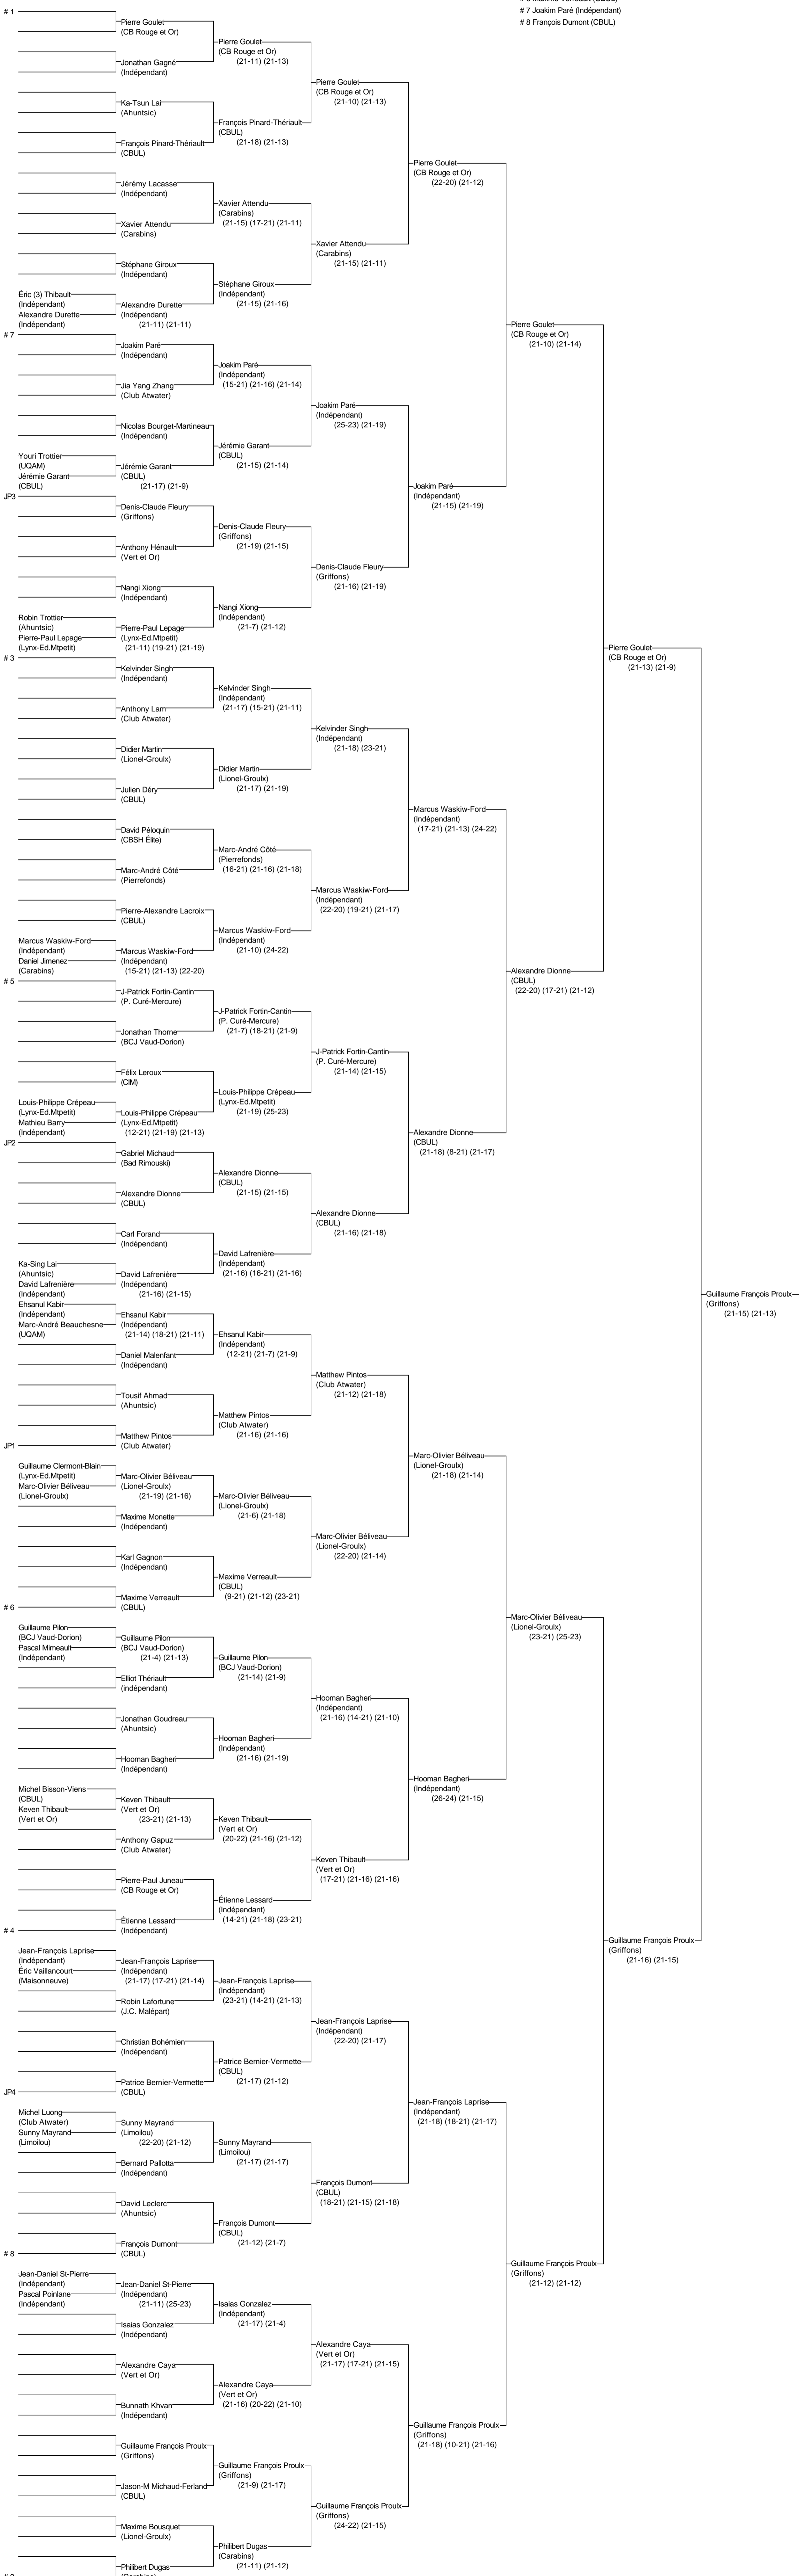 # 7 Joakim Paré (Indépendant)
# 8 François Dumont (CBUL)
# 1
Pierre Goulet
(CB Rouge et Or)
Jonathan Gagné
(Indépendant)
Ka-Tsun Lai
(Ahuntsic)
François Pinard-Thériault
(CBUL)
Jérémy Lacasse
(Indépendant)
Xavier Attendu
(Carabins)
Stéphane Giroux
(Indépendant)
Éric (3) Thibault
(Indépendant)
Alexandre Durette
(Indépendant)
Alexandre Durette
(Indépendant)
(21-11) (21-11)
Pierre Goulet
(CB Rouge et Or)
(21-11) (21-13)
François Pinard-Thériault
(CBUL)
(21-18) (21-13)
Xavier Attendu
(Carabins)
(21-15) (17-21) (21-11)
Stéphane Giroux
(Indépendant)
(21-15) (21-16)
Pierre Goulet
(CB Rouge et Or)
(21-10) (21-13)
Xavier Attendu
(Carabins)
(21-15) (21-11)
Pierre Goulet
(CB Rouge et Or)
(22-20) (21-12)
# 7
Joakim Paré
(Indépendant)
Jia Yang Zhang
(Club Atwater)
Nicolas Bourget-Martineau
(Indépendant)
Youri Trottier
(UQAM)
Jérémie Garant
(CBUL)
Jérémie Garant
(CBUL)
(21-17) (21-9)
JP3
Denis-Claude Fleury
(Griffons)
Anthony Hénault
(Vert et Or)
Nangi Xiong
(Indépendant)
Robin Trottier
(Ahuntsic)
Pierre-Paul Lepage
(Lynx-Ed.Mtpetit)
Pierre-Paul Lepage
(Lynx-Ed.Mtpetit)
(21-11) (19-21) (21-19)
Joakim Paré
(Indépendant)
(15-21) (21-16) (21-14)
Jérémie Garant
(CBUL)
(21-15) (21-14)
Denis-Claude Fleury
(Griffons)
(21-19) (21-15)
Nangi Xiong
(Indépendant)
(21-7) (21-12)
Joakim Paré
(Indépendant)
(25-23) (21-19)
Denis-Claude Fleury
(Griffons)
(21-16) (21-19)
Joakim Paré
(Indépendant)
(21-15) (21-19)
Pierre Goulet
(CB Rouge et Or)
(21-10) (21-14)
# 3
Kelvinder Singh
(Indépendant)
Anthony Lam
(Club Atwater)
Didier Martin
(Lionel-Groulx)
Julien Déry
(CBUL)
David Péloquin
(CBSH Élite)
Marc-André Côté
(Pierrefonds)
Pierre-Alexandre Lacroix
(CBUL)
Marcus Waskiw-Ford
(Indépendant)
Daniel Jimenez
(Carabins)
Marcus Waskiw-Ford
(Indépendant)
(15-21) (21-13) (22-20)
Kelvinder Singh
(Indépendant)
(21-17) (15-21) (21-11)
Didier Martin
(Lionel-Groulx)
(21-17) (21-19)
Marc-André Côté
(Pierrefonds)
(16-21) (21-16) (21-18)
Marcus Waskiw-Ford
(Indépendant)
(21-10) (24-22)
Kelvinder Singh
(Indépendant)
(21-18) (23-21)
Marcus Waskiw-Ford
(Indépendant)
(22-20) (19-21) (21-17)
Marcus Waskiw-Ford
(Indépendant)
(17-21) (21-13) (24-22)
# 5
J-Patrick Fortin-Cantin
(P. Curé-Mercure)
Jonathan Thorne
(BCJ Vaud-Dorion)
Félix Leroux
(CIM)
Louis-Philippe Crépeau
(Lynx-Ed.Mtpetit)
Mathieu Barry
(Indépendant)
Louis-Philippe Crépeau
(Lynx-Ed.Mtpetit)
(12-21) (21-19) (21-13)
JP2
Gabriel Michaud
(Bad Rimouski)
Alexandre Dionne
(CBUL)
Carl Forand
(Indépendant)
Ka-Sing Lai
(Ahuntsic)
David Lafrenière
(Indépendant)
David Lafrenière
(Indépendant)
(21-16) (21-15)
J-Patrick Fortin-Cantin
(P. Curé-Mercure)
(21-7) (18-21) (21-9)
Louis-Philippe Crépeau
(Lynx-Ed.Mtpetit)
(21-19) (25-23)
Alexandre Dionne
(CBUL)
(21-15) (21-15)
David Lafrenière
(Indépendant)
(21-16) (16-21) (21-16)
J-Patrick Fortin-Cantin
(P. Curé-Mercure)
(21-14) (21-15)
Alexandre Dionne
(CBUL)
(21-16) (21-18)
Alexandre Dionne
(CBUL)
(21-18) (8-21) (21-17)
Alexandre Dionne
(CBUL)
(22-20) (17-21) (21-12)
Pierre Goulet
(CB Rouge et Or)
(21-13) (21-9)
Ehsanul Kabir
(Indépendant)
Marc-André Beauchesne
(UQAM)
Ehsanul Kabir
(Indépendant)
(21-14) (18-21) (21-11)
Daniel Malenfant
(Indépendant)
Tousif Ahmad
(Ahuntsic)
Matthew Pintos
(Club Atwater)
JP1
Guillaume Clermont-Blain
(Lynx-Ed.Mtpetit)
Marc-Olivier Béliveau
(Lionel-Groulx)
Marc-Olivier Béliveau
(Lionel-Groulx)
(21-19) (21-16)
Maxime Monette
(Indépendant)
Karl Gagnon
(Indépendant)
Maxime Verreault
(CBUL)
# 6
Ehsanul Kabir
(Indépendant)
(12-21) (21-7) (21-9)
Matthew Pintos
(Club Atwater)
(21-16) (21-16)
Marc-Olivier Béliveau
(Lionel-Groulx)
(21-6) (21-18)
Maxime Verreault
(CBUL)
(9-21) (21-12) (23-21)
Matthew Pintos
(Club Atwater)
(21-12) (21-18)
Marc-Olivier Béliveau
(Lionel-Groulx)
(22-20) (21-14)
Marc-Olivier Béliveau
(Lionel-Groulx)
(21-18) (21-14)
Guillaume Pilon
(BCJ Vaud-Dorion)
Pascal Mimeault
(Indépendant)
Guillaume Pilon
(BCJ Vaud-Dorion)
(21-4) (21-13)
Elliot Thériault
(indépendant)
Jonathan Goudreau
(Ahuntsic)
Hooman Bagheri
(Indépendant)
Michel Bisson-Viens
(CBUL)
Keven Thibault
(Vert et Or)
Keven Thibault
(Vert et Or)
(23-21) (21-13)
Anthony Gapuz
(Club Atwater)
Pierre-Paul Juneau
(CB Rouge et Or)
Étienne Lessard
(Indépendant)
# 4
Guillaume Pilon
(BCJ Vaud-Dorion)
(21-14) (21-9)
Hooman Bagheri
(Indépendant)
(21-16) (21-19)
Keven Thibault
(Vert et Or)
(20-22) (21-16) (21-12)
Étienne Lessard
(Indépendant)
(14-21) (21-18) (23-21)
Hooman Bagheri
(Indépendant)
(21-16) (14-21) (21-10)
Keven Thibault
(Vert et Or)
(17-21) (21-16) (21-16)
Hooman Bagheri
(Indépendant)
(26-24) (21-15)
Marc-Olivier Béliveau
(Lionel-Groulx)
(23-21) (25-23)
Jean-François Laprise
(Indépendant)
Éric Vaillancourt
(Maisonneuve)
Jean-François Laprise
(Indépendant)
(21-17) (17-21) (21-14)
Robin Lafortune
(J.C. Malépart)
Christian Bohémien
(Indépendant)
Patrice Bernier-Vermette
(CBUL)
JP4
Michel Luong
(Club Atwater)
Sunny Mayrand
(Limoilou)
Sunny Mayrand
(Limoilou)
(22-20) (21-12)
Bernard Pallotta
(Indépendant)
David Leclerc
(Ahuntsic)
François Dumont
(CBUL)
# 8
Jean-François Laprise
(Indépendant)
(23-21) (14-21) (21-13)
Patrice Bernier-Vermette
(CBUL)
(21-17) (21-12)
Sunny Mayrand
(Limoilou)
(21-17) (21-17)
François Dumont
(CBUL)
(21-12) (21-7)
Jean-François Laprise
(Indépendant)
(22-20) (21-17)
François Dumont
(CBUL)
(18-21) (21-15) (21-18)
Jean-François Laprise
(Indépendant)
(21-18) (18-21) (21-17)
Jean-Daniel St-Pierre
(Indépendant)
Pascal Poinlane
(Indépendant)
Jean-Daniel St-Pierre
(Indépendant)
(21-11) (25-23)
Isaias Gonzalez
(Indépendant)
Alexandre Caya
(Vert et Or)
Bunnath Khvan
(Indépendant)
Guillaume François Proulx
(Griffons)
Jason-M Michaud-Ferland
(CBUL)
Maxime Bousquet
(Lionel-Groulx)
Philibert Dugas
Isaias Gonzalez
(Indépendant)
(21-17) (21-4)
Alexandre Caya
(Vert et Or)
(21-16) (20-22) (21-10)
Guillaume François Proulx
(Griffons)
(21-9) (21-17)
Philibert Dugas
(Carabins)
(21-11) (21-12)
Alexandre Caya
(Vert et Or)
(21-17) (17-21) (21-15)
Guillaume François Proulx
(Griffons)
(24-22) (21-15)
Guillaume François Proulx
(Griffons)
(21-18) (10-21) (21-16)
Guillaume François Proulx
(Griffons)
(21-12) (21-12)
Guillaume François Proulx
(Griffons)
(21-16) (21-15)
Guillaume François Proulx
(Griffons)
(21-15) (21-13)